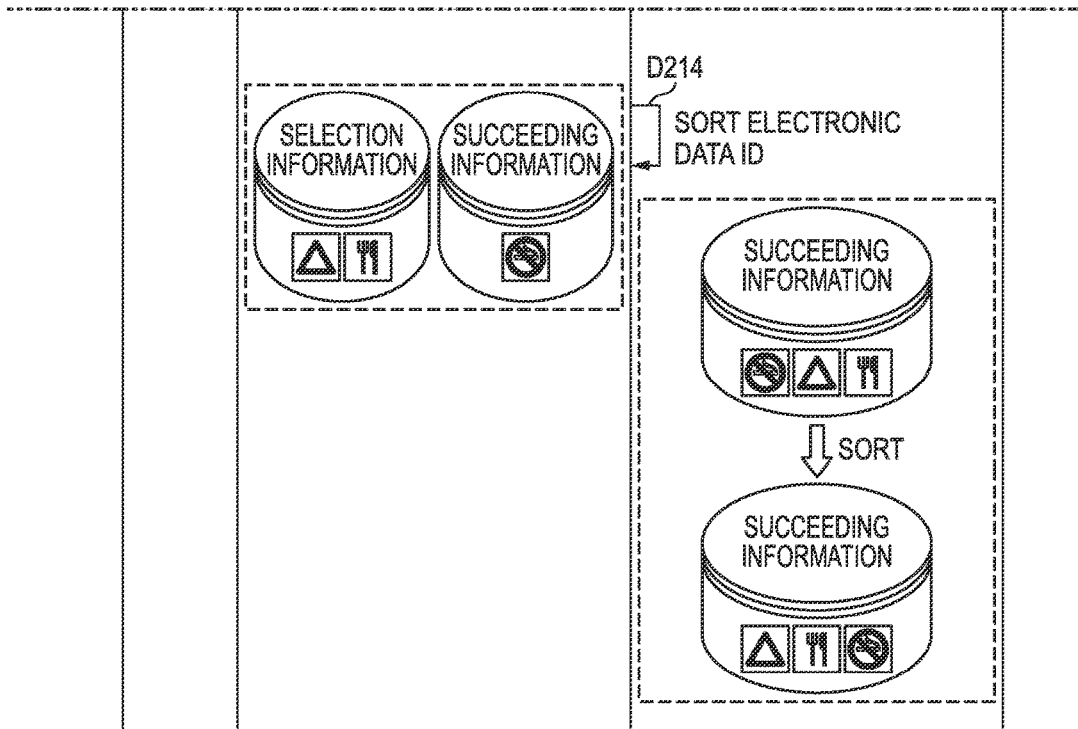 D214
SORT ELECTRONIC
DATA ID
SELECTION
INFORMATION
SUCCEEDING
INFORMATION
SUCCEEDING
INFORMATION
SORT
SUCCEEDING
INFORMATION